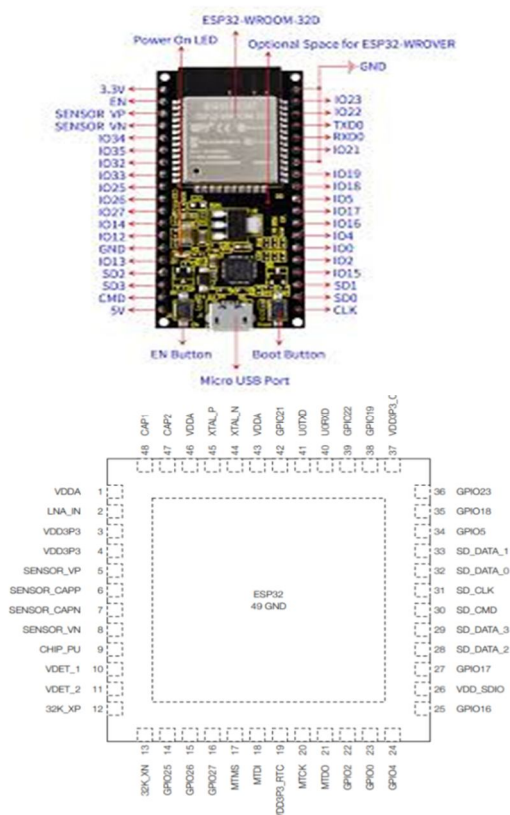 ESP32-WROOM-32D
Power On LED
Optional Space for ESP32-WROVER
GND
3.3V
EN
SENSOR VP
SENSOR VN
IO34
IO35
IO32
IO33
IO25
IO26
IO27
IO14
IO12
GND
IO13
SD2
SD3
CMD
5V
IO23
IO22
TXD0
RXD0
IO21
IO19
IO18
IO5
IO17
IO16
IO4
IO0
IO2
IO15
SD1
SD0
CLK
EN Button
Boot Button
Micro USB Port
48 CAP1
47 CAP2
46 VDDA
45 XTAL_P
44 XTAL_N
43 VDDA
42 GPIO21
41 U0TXD
40 U0RXD
39 GPIO22
38 GPIO19
37 VDD3P3_C
VDDA 1
LNA_IN 2
VDD3P3 3
VDD3P3 4
SENSOR_VP 5
SENSOR_CAPP 6
SENSOR_CAPN 7
SENSOR_VN 8
CHIP_PU 9
VDET_1 10
VDET_2 11
32K_XP 12
ESP32
49 GND
36 GPIO23
35 GPIO18
34 GPIO5
33 SD_DATA_1
32 SD_DATA_0
31 SD_CLK
30 SD_CMD
29 SD_DATA_3
28 SD_DATA_2
27 GPIO17
26 VDD_SDIO
25 GPIO16
32K_XN 13
GPIO25 14
GPIO26 15
GPIO27 16
MTMS 17
MTDI 18
VDD3P3_RTC 19
MTCK 20
MTDO 21
GPIO2 22
GPIO0 23
GPIO4 24